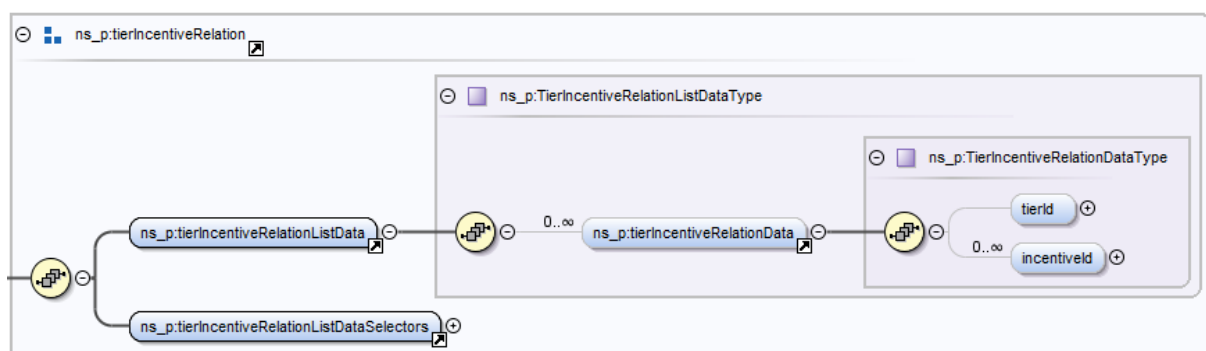 ns_p:tierIncentiveRelation
ns_p:TierIncentiveRelationListDataType
ns_p:TierIncentiveRelationDataType
tierId
ns_p:tierIncentiveRelationListData
0..∞
ns_p:tierIncentiveRelationData
0..∞
incentiveId
ns_p:tierIncentiveRelationListDataSelectors